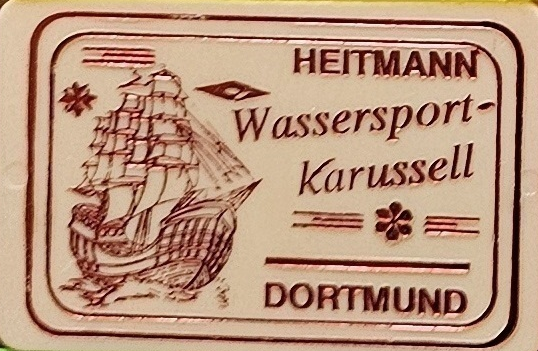 HEITMANN
Wassersport-
Karussell
DORTMUND